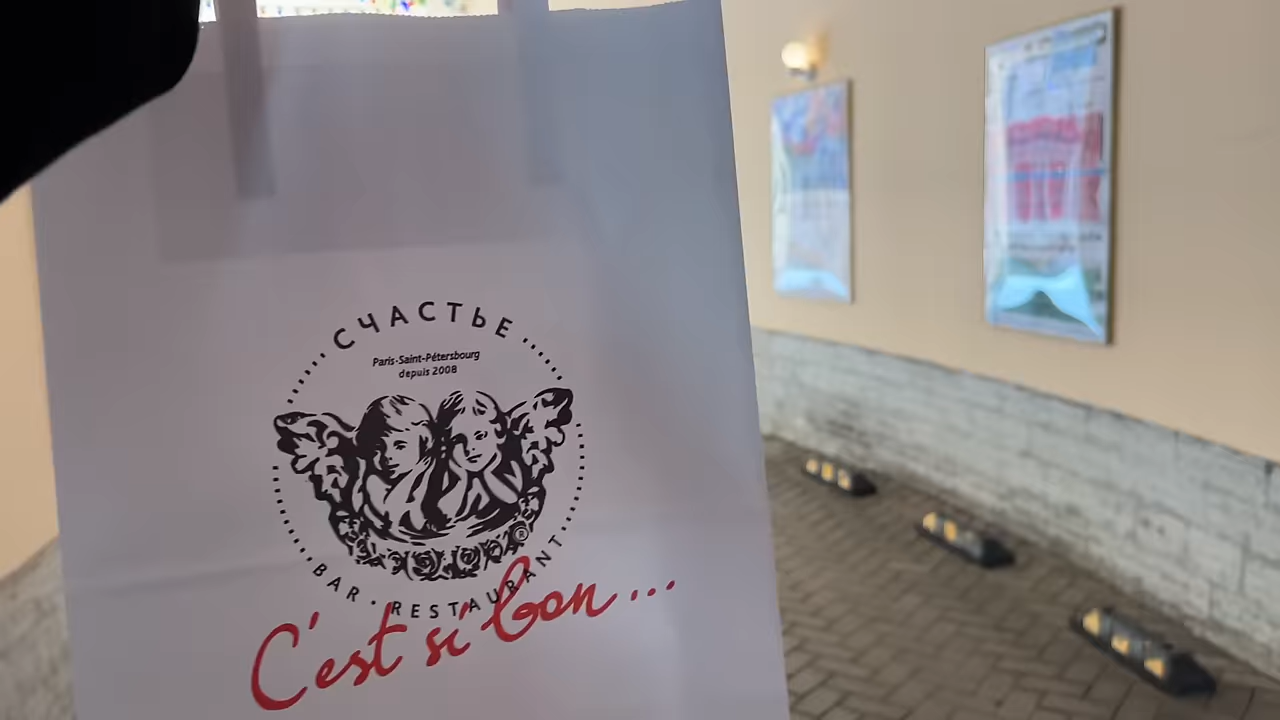 СЧАСТЬЕ
Paris-Saint-Pétersbourg
depuis 2008
®
BAR · RESTAURANT
C'est si bon...